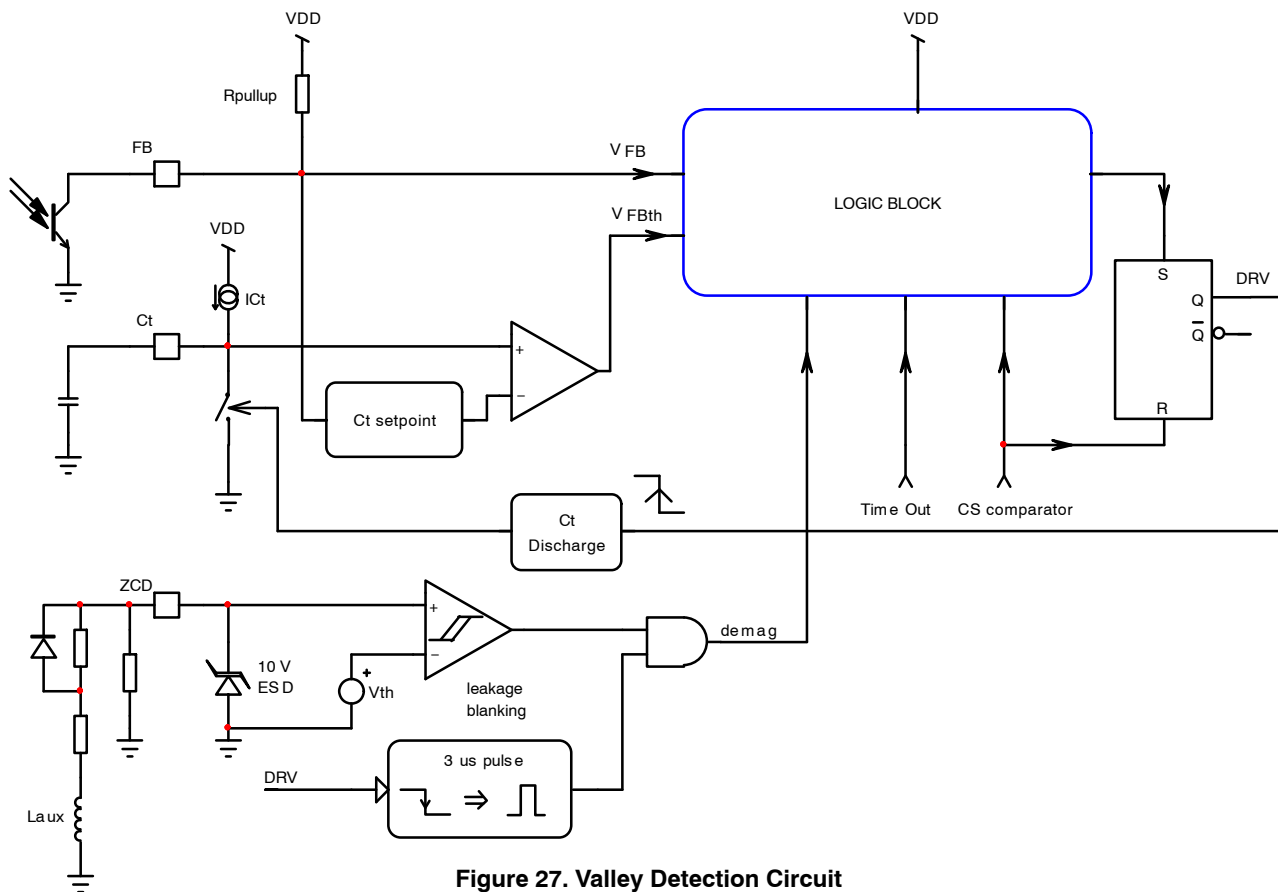 VDD
VDD
Rpullup
FB
V FB
LOGIC BLOCK
V FBth
VDD
ICt
Ct
S
DRV
Q
Q
R
+
−
Ct setpoint
Time Out
CS comparator
Ct
Discharge
ZCD
+
−
demag
10 V
ESD
+
Vth
leakage
blanking
3 us pulse
DRV
⇒
Laux
Figure 27. Valley Detection Circuit